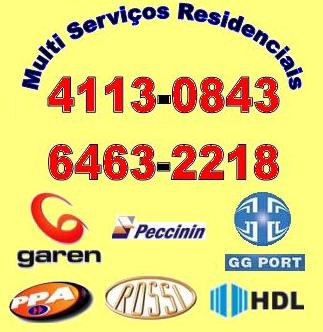 Multi Serviços Residenciais
4113-0843
6463-2218
garen
Peccinin
GG PORT
PPA
ROSSI
HDL